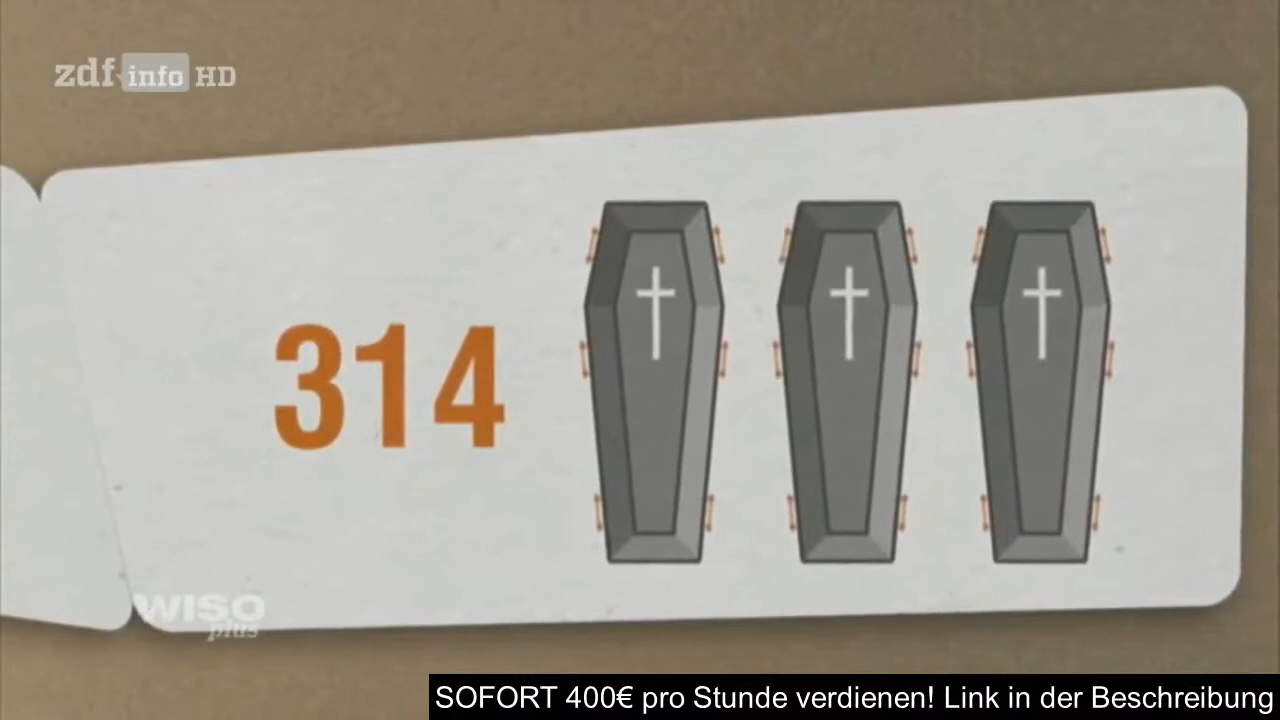 zdf info HD
314
WISO
plus
SOFORT 400€ pro Stunde verdienen! Link in der Beschreibung